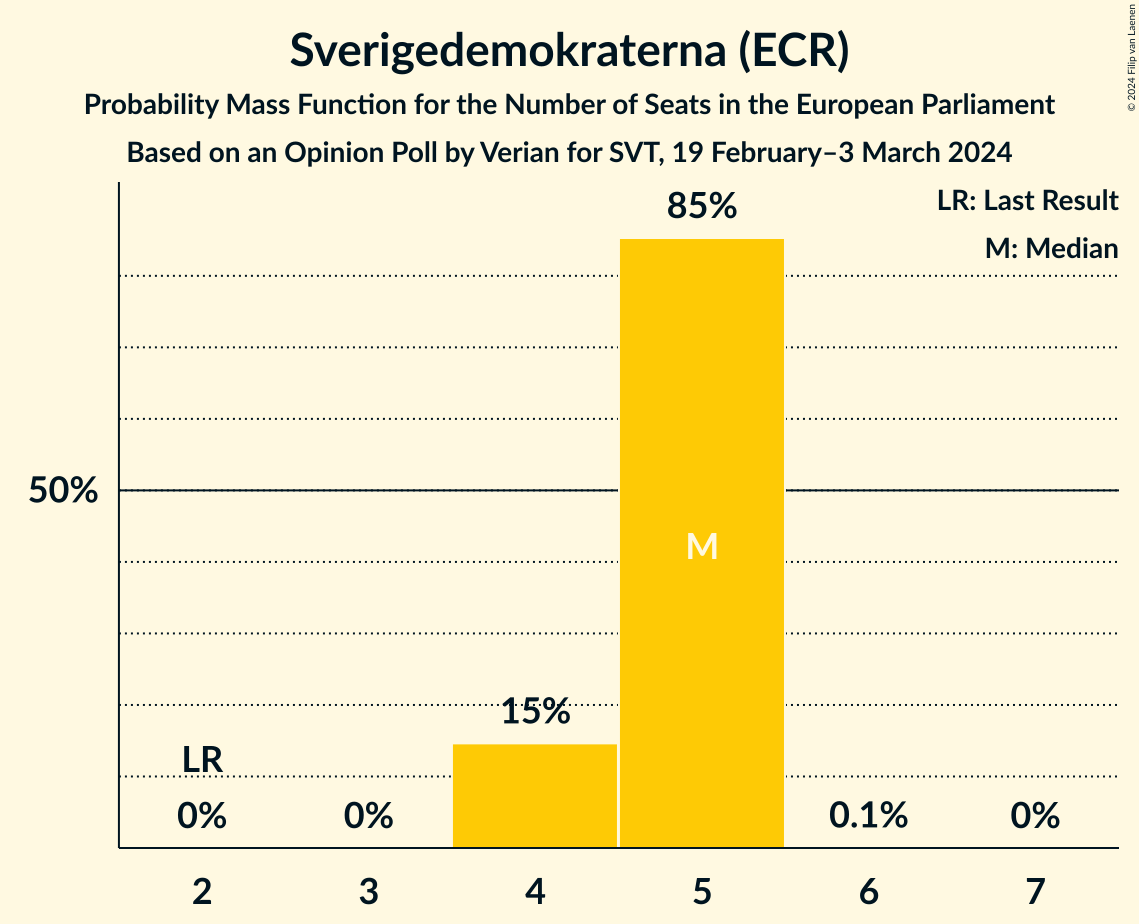 Sverigedemokraterna (ECR)
Probability Mass Function for the Number of Seats in the European Parliament
Based on an Opinion Poll by Verian for SVT, 19 February–3 March 2024
© 2024 Filip van Laenen
LR: Last Result
M: Median
85%
50%
M
15%
LR
0%
0%
0.1%
0%
2
3
4
5
6
7